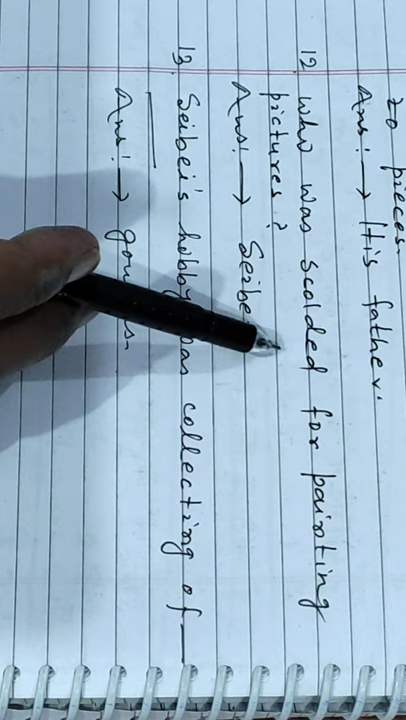 to pieces.
Ans! → His father.
12. Who was scolded for painting
pictures?
Ans! → Seibe
13. Seibei's hobby was collecting of
Ans! →